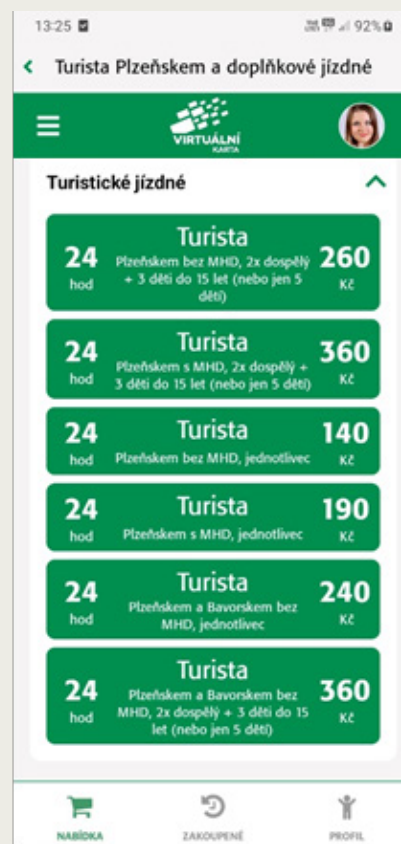 13:25
92%
Turista Plzeňskem a doplňkové jízdné
VIRTUÁLNÍ
KARTA
Turistické jízdné
24
hod
Turista
Plzeňskem bez MHD, 2x dospělý
+ 3 děti do 15 let (nebo jen 5
dětí)
260
Kč
24
hod
Turista
Plzeňskem s MHD, 2x dospělý +
3 děti do 15 let (nebo jen 5 dětí)
360
Kč
24
hod
Turista
Plzeňskem bez MHD, jednotlivec
140
Kč
24
hod
Turista
Plzeňskem s MHD, jednotlivec
190
Kč
24
hod
Turista
Plzeňskem a Bavorskem bez
MHD, jednotlivec
240
Kč
24
hod
Turista
Plzeňskem a Bavorskem bez
MHD, 2x dospělý + 3 děti do 15
let (nebo jen 5 dětí)
360
Kč
NABÍDKA
ZAKOUPENÉ
PROFIL